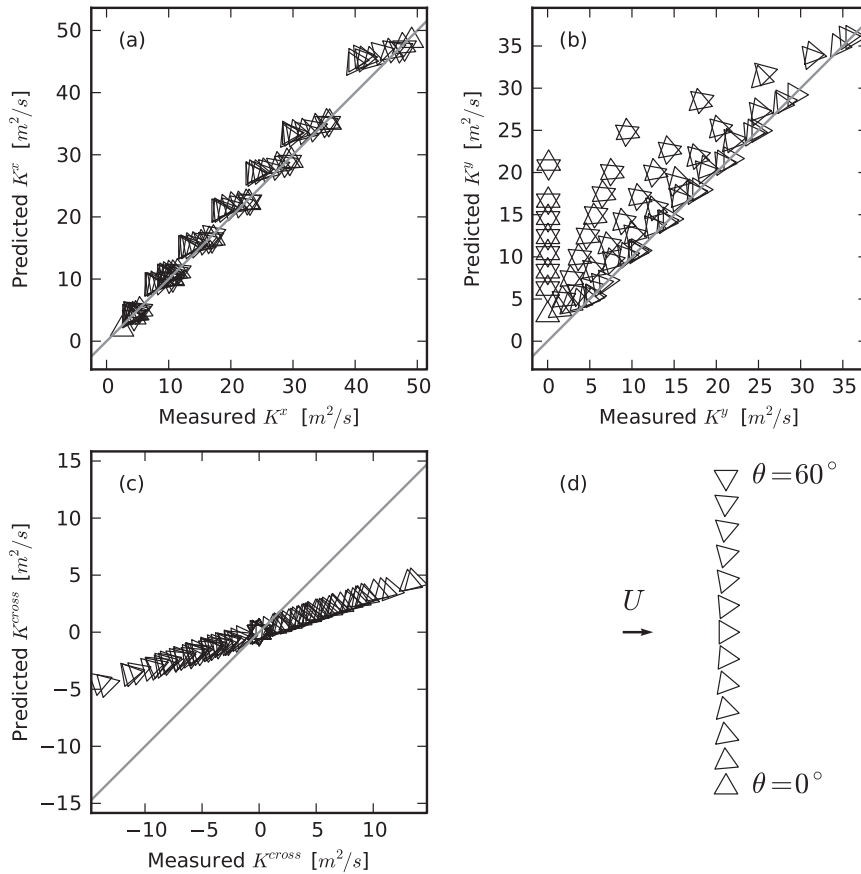 (a)
50
40
30
20
10
0
Predicted K^x [m^2/s]
0 10 20 30 40 50
Measured K^x [m^2/s]
(b)
35
30
25
20
15
10
5
0
Predicted K^y [m^2/s]
0 5 10 15 20 25 30 35
Measured K^y [m^2/s]
(c)
15
10
5
0
−5
−10
−15
Predicted K^{cross} [m^2/s]
−10 −5 0 5 10
Measured K^{cross} [m^2/s]
(d)
θ=60°
U
θ=0°